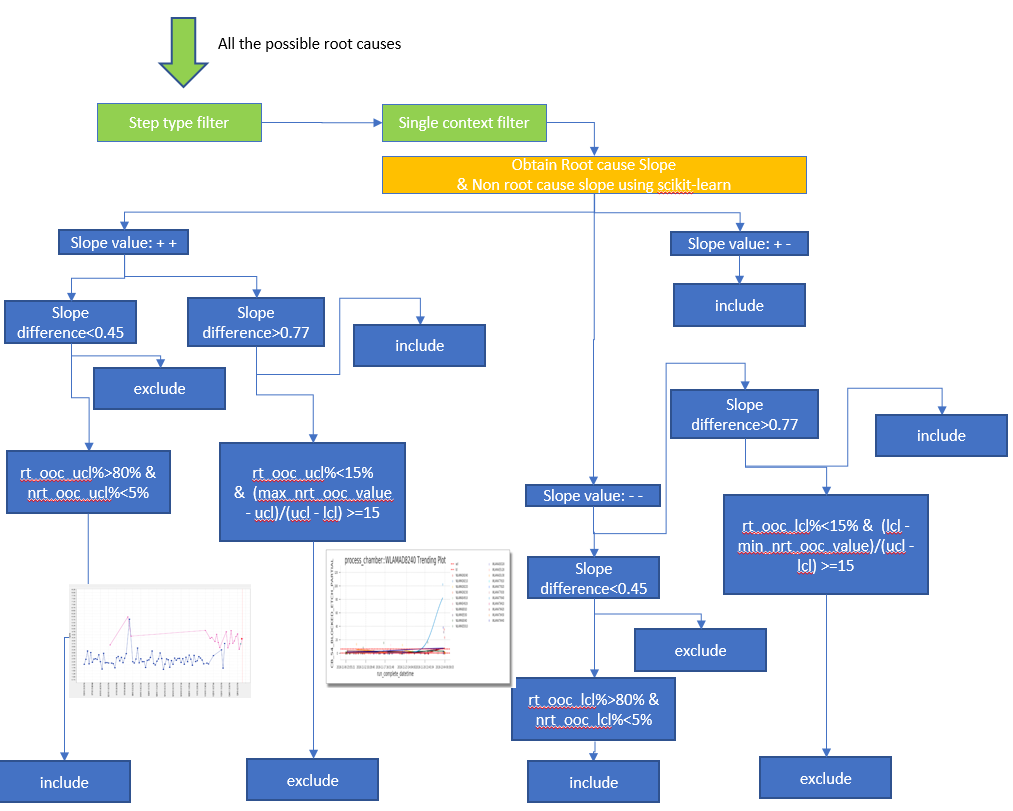 All the possible root causes
Step type filter
Single context filter
Obtain Root cause Slope
& Non root cause slope using scikit-learn
Slope value: + +
Slope value: + -
Slope
difference<0.45
Slope
difference>0.77
include
include
exclude
Slope
difference>0.77
include
rt_ooc_ucl%>80% &
nrt_ooc_ucl%<5%
rt_ooc_ucl%<15%
& (max_nrt_ooc_value
- ucl)/(ucl - lcl) >=15
Slope value: - -
rt_ooc_lcl%<15% & (lcl -
min_nrt_ooc_value)/(ucl -
lcl) >=15
Slope
difference<0.45
process_chamber::WLAMAD8240 Trending Plot
run_complete_datetime
exclude
rt_ooc_lcl%>80% &
nrt_ooc_lcl%<5%
include
exclude
include
exclude